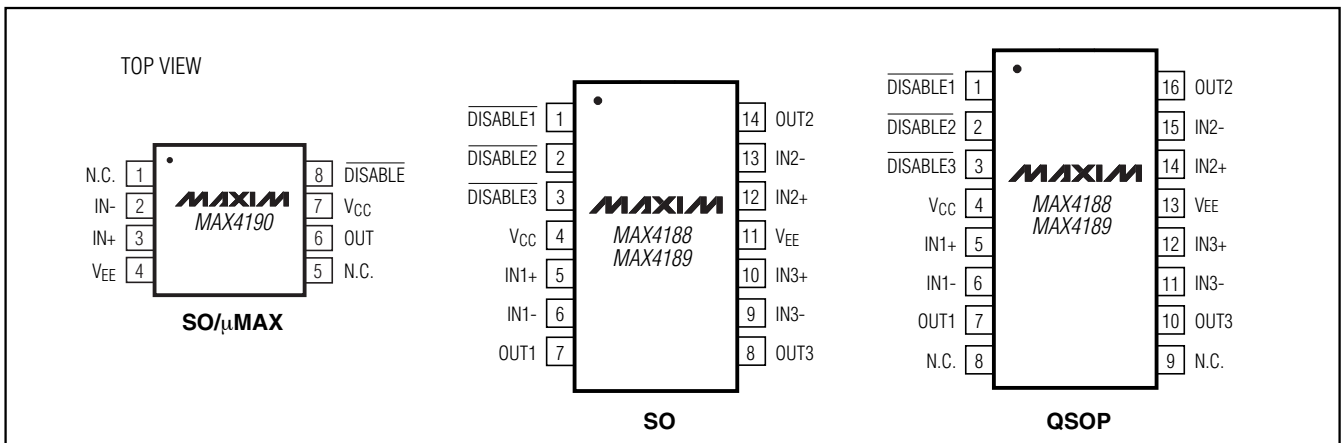 TOP VIEW
N.C. 1
IN- 2
IN+ 3
VEE 4
MAXIM
MAX4190
8 DISABLE
7 VCC
6 OUT
5 N.C.
SO/μMAX
DISABLE1 1
DISABLE2 2
DISABLE3 3
VCC 4
IN1+ 5
IN1- 6
OUT1 7
MAXIM
MAX4188
MAX4189
14 OUT2
13 IN2-
12 IN2+
11 VEE
10 IN3+
9 IN3-
8 OUT3
SO
DISABLE1 1
DISABLE2 2
DISABLE3 3
VCC 4
IN1+ 5
IN1- 6
OUT1 7
N.C. 8
MAXIM
MAX4188
MAX4189
16 OUT2
15 IN2-
14 IN2+
13 VEE
12 IN3+
11 IN3-
10 OUT3
9 N.C.
QSOP